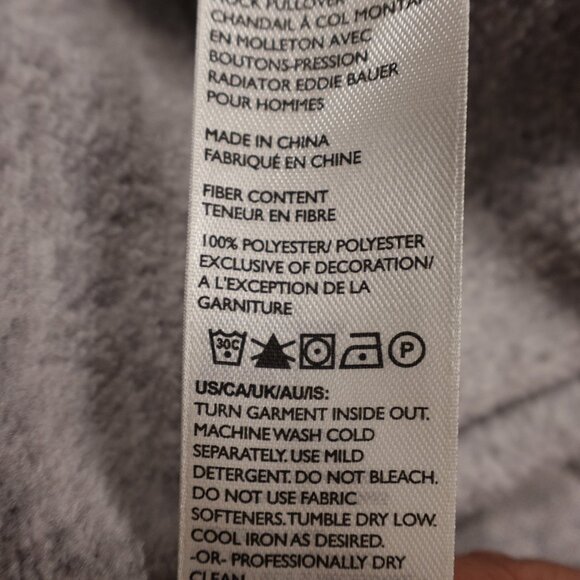 CHANDAIL À COL MONTA
EN MOLLETON AVEC
BOUTONS-PRESSION
RADIATOR EDDIE BAUER
POUR HOMMES
MADE IN CHINA
FABRIQUÉ EN CHINE
FIBER CONTENT
TENEUR EN FIBRE
100% POLYESTER/ POLYESTER
EXCLUSIVE OF DECORATION/
A L'EXCEPTION DE LA
GARNITURE
30C P
US/CA/UK/AU/IS:
TURN GARMENT INSIDE OUT.
MACHINE WASH COLD
SEPARATELY. USE MILD
DETERGENT. DO NOT BLEACH.
DO NOT USE FABRIC
SOFTENERS. TUMBLE DRY LOW.
COOL IRON AS DESIRED.
-OR- PROFESSIONALLY DRY
CLEAN